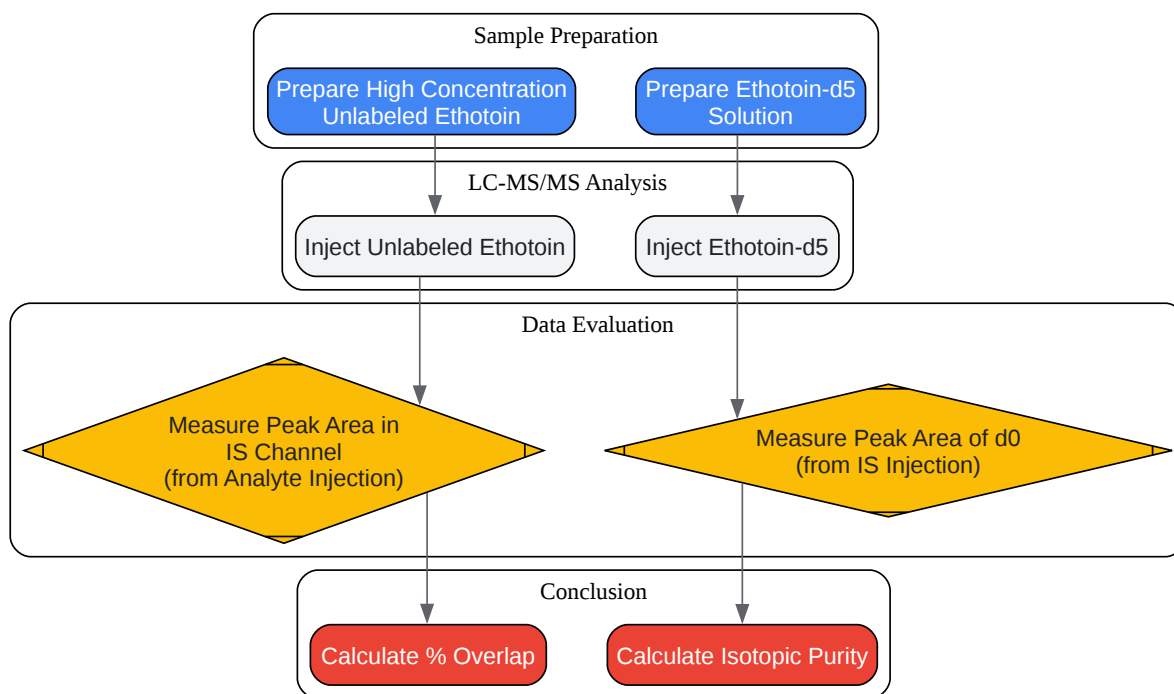 Sample Preparation
Prepare High Concentration
Unlabeled Ethotoin
Prepare Ethotoin-d5
Solution
LC-MS/MS Analysis
Inject Unlabeled Ethotoin
Inject Ethotoin-d5
Data Evaluation
Measure Peak Area in
IS Channel
(from Analyte Injection)
Measure Peak Area of d0
(from IS Injection)
Conclusion
Calculate % Overlap
Calculate Isotopic Purity